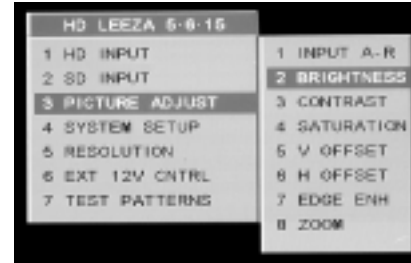 HD LEEZA 5-6-15
1 HD INPUT
2 SD INPUT
3 PICTURE ADJUST
4 SYSTEM SETUP
5 RESOLUTION
6 EXT 12V CNTRL
7 TEST PATTERNS
1 INPUT A-R
2 BRIGHTNESS
3 CONTRAST
4 SATURATION
5 V OFFSET
6 H OFFSET
7 EDGE ENH
8 ZOOM